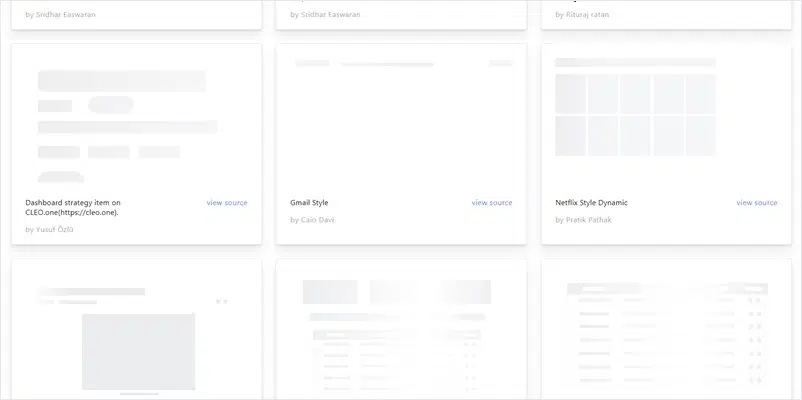 by Sridhar Easwaran
by Sridhar Easwaran
by Rituraj ratan
Dashboard strategy item on
CLEO.one(https://cleo.one).
view source
by Yusuf Özlü
Gmail Style
view source
by Caio Davi
Netflix Style Dynamic
view source
by Pratik Pathak